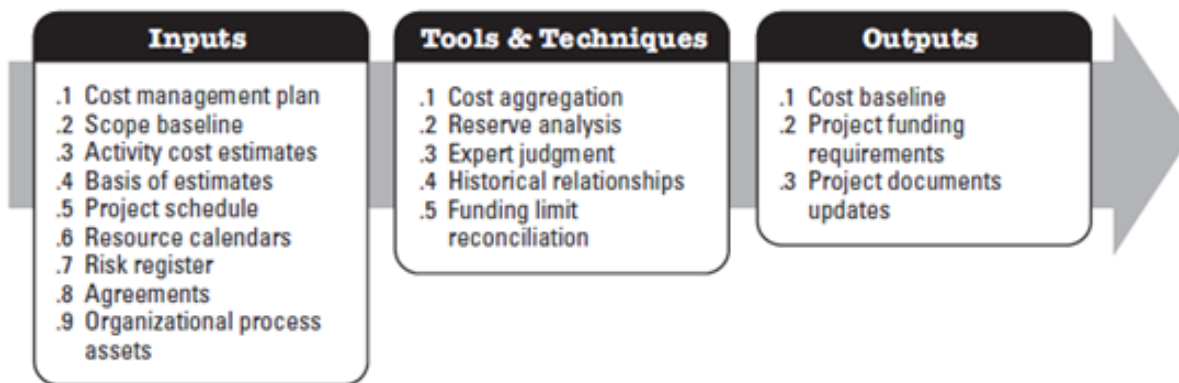 Inputs
.1 Cost management plan
.2 Scope baseline
.3 Activity cost estimates
.4 Basis of estimates
.5 Project schedule
.6 Resource calendars
.7 Risk register
.8 Agreements
.9 Organizational process
assets
Tools & Techniques
.1 Cost aggregation
.2 Reserve analysis
.3 Expert judgment
.4 Historical relationships
.5 Funding limit
reconciliation
Outputs
.1 Cost baseline
.2 Project funding
requirements
.3 Project documents
updates